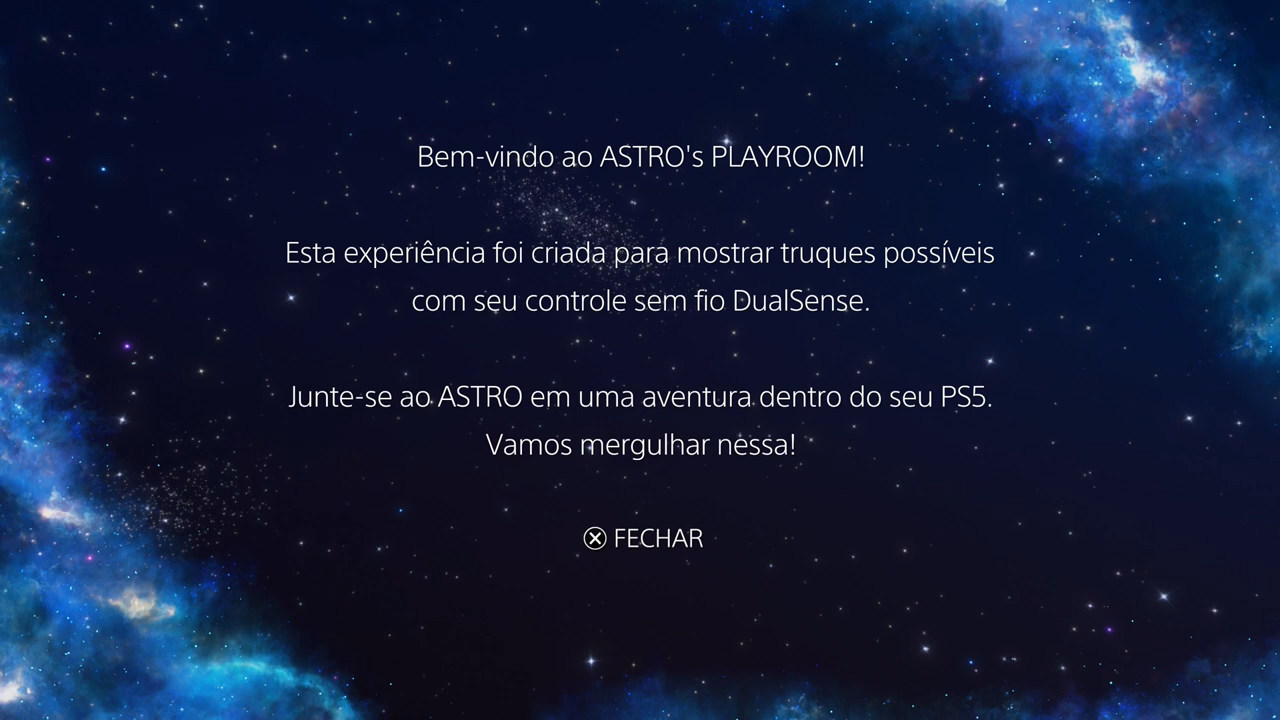 Bem-vindo ao ASTRO's PLAYROOM!
Esta experiência foi criada para mostrar truques possíveis
com seu controle sem fio DualSense.
Junte-se ao ASTRO em uma aventura dentro do seu PS5.
Vamos mergulhar nessa!
FECHAR